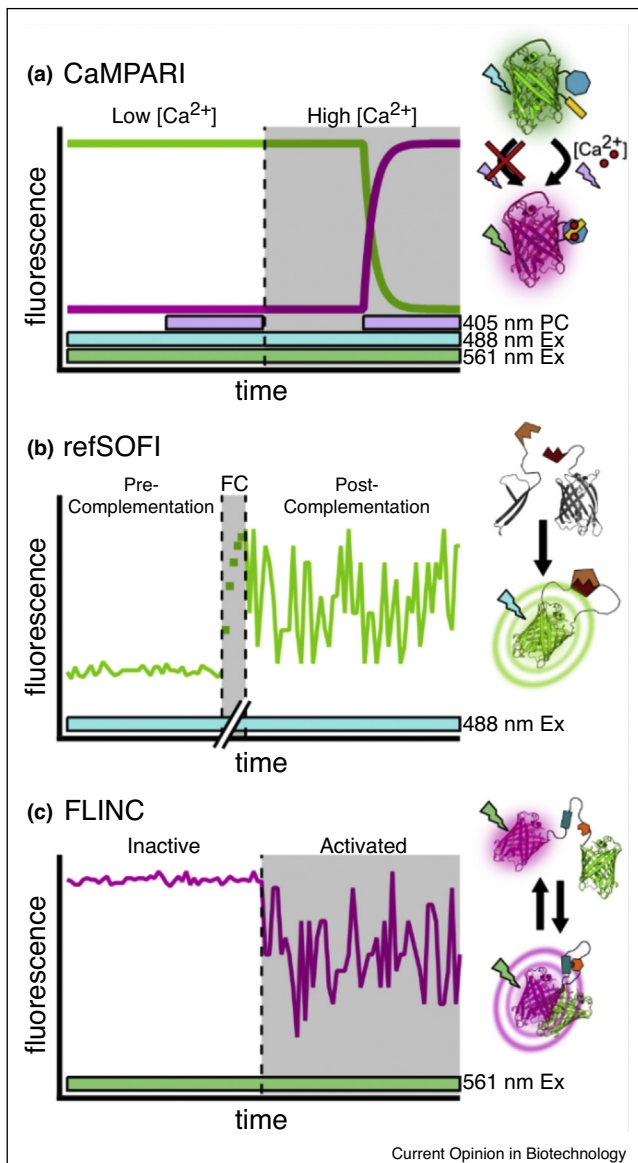 (a) CaMPARI
Low [Ca2+]
High [Ca2+]
[Ca2+]
fluorescence
405 nm PC
488 nm Ex
561 nm Ex
time
(b) refSOFI
Pre-
Complementation
FC
Post-
Complementation
fluorescence
488 nm Ex
time
(c) FLINC
Inactive
Activated
fluorescence
561 nm Ex
time
Current Opinion in Biotechnology